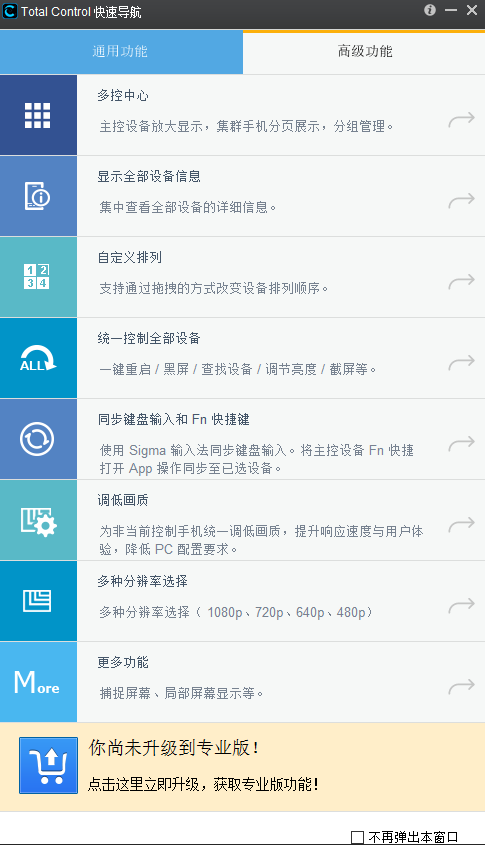 Total Control 快速导航
通用功能
高级功能
多控中心
主控设备放大显示，集群手机分页展示，分组管理。
显示全部设备信息
集中查看全部设备的详细信息。
1 2
3 4
自定义排列
支持通过拖拽的方式改变设备排列顺序。
ALL
统一控制全部设备
一键重启 / 黑屏 / 查找设备 / 调节亮度 / 截屏等。
同步键盘输入和 Fn 快捷键
使用 Sigma 输入法同步键盘输入。将主控设备 Fn 快捷
打开 App 操作同步至已选设备。
调低画质
为非当前控制手机统一调低画质，提升响应速度与用户体
验，降低 PC 配置要求。
多种分辨率选择
多种分辨率选择（ 1080p、720p、640p、480p）
More
更多功能
捕捉屏幕、局部屏幕显示等。
你尚未升级到专业版！
点击这里立即升级，获取专业版功能！
不再弹出本窗口